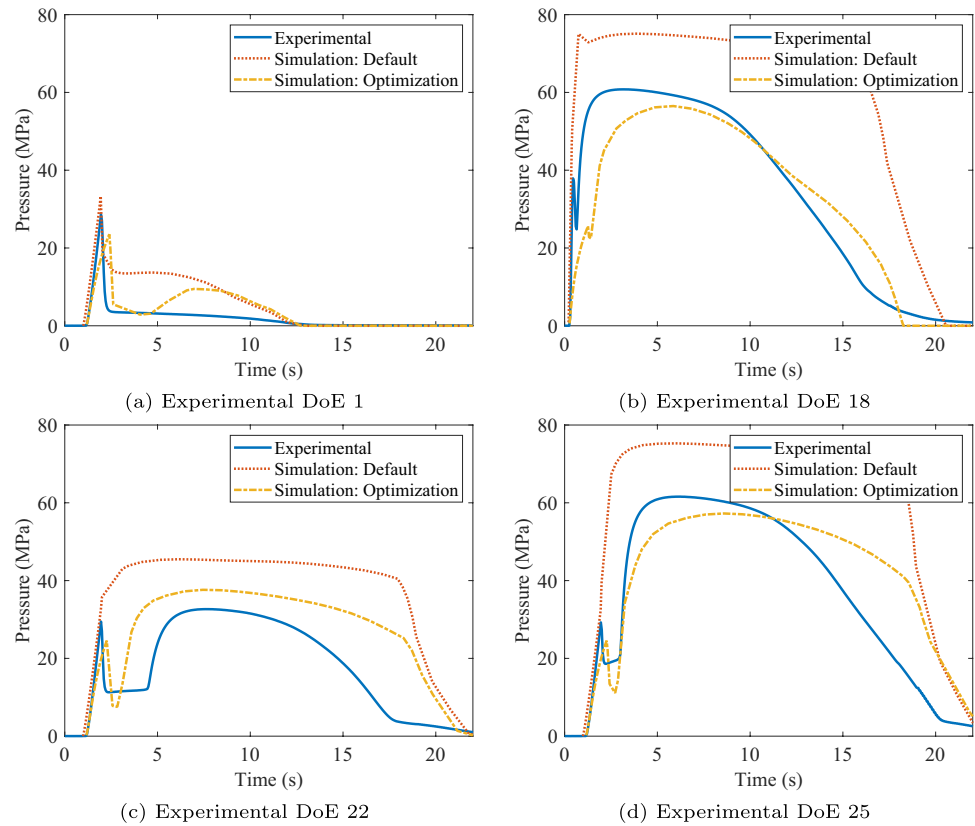 80
60
40
20
0
Pressure (MPa)
0 5 10 15 20
Time (s)
Experimental
Simulation: Default
Simulation: Optimization
(a) Experimental DoE 1
80
60
40
20
0
Pressure (MPa)
0 5 10 15 20
Time (s)
Experimental
Simulation: Default
Simulation: Optimization
(b) Experimental DoE 18
80
60
40
20
0
Pressure (MPa)
0 5 10 15 20
Time (s)
Experimental
Simulation: Default
Simulation: Optimization
(c) Experimental DoE 22
80
60
40
20
0
Pressure (MPa)
0 5 10 15 20
Time (s)
Experimental
Simulation: Default
Simulation: Optimization
(d) Experimental DoE 25